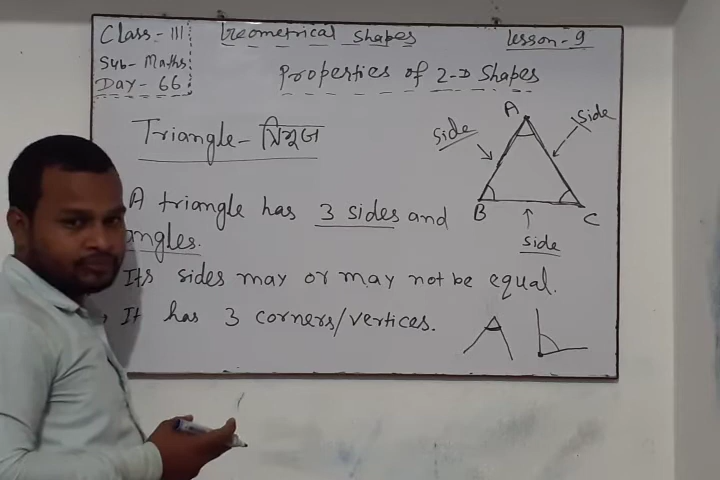 Class - III
Sub - Maths
Day - 66
Geometrical shapes
lesson - 9
Properties of 2-D shapes
Triangle - त्रिभुज
A triangle has 3 sides and
angles.
Its sides may or may not be equal.
It has 3 corners/vertices.
A
side
side
B
C
side